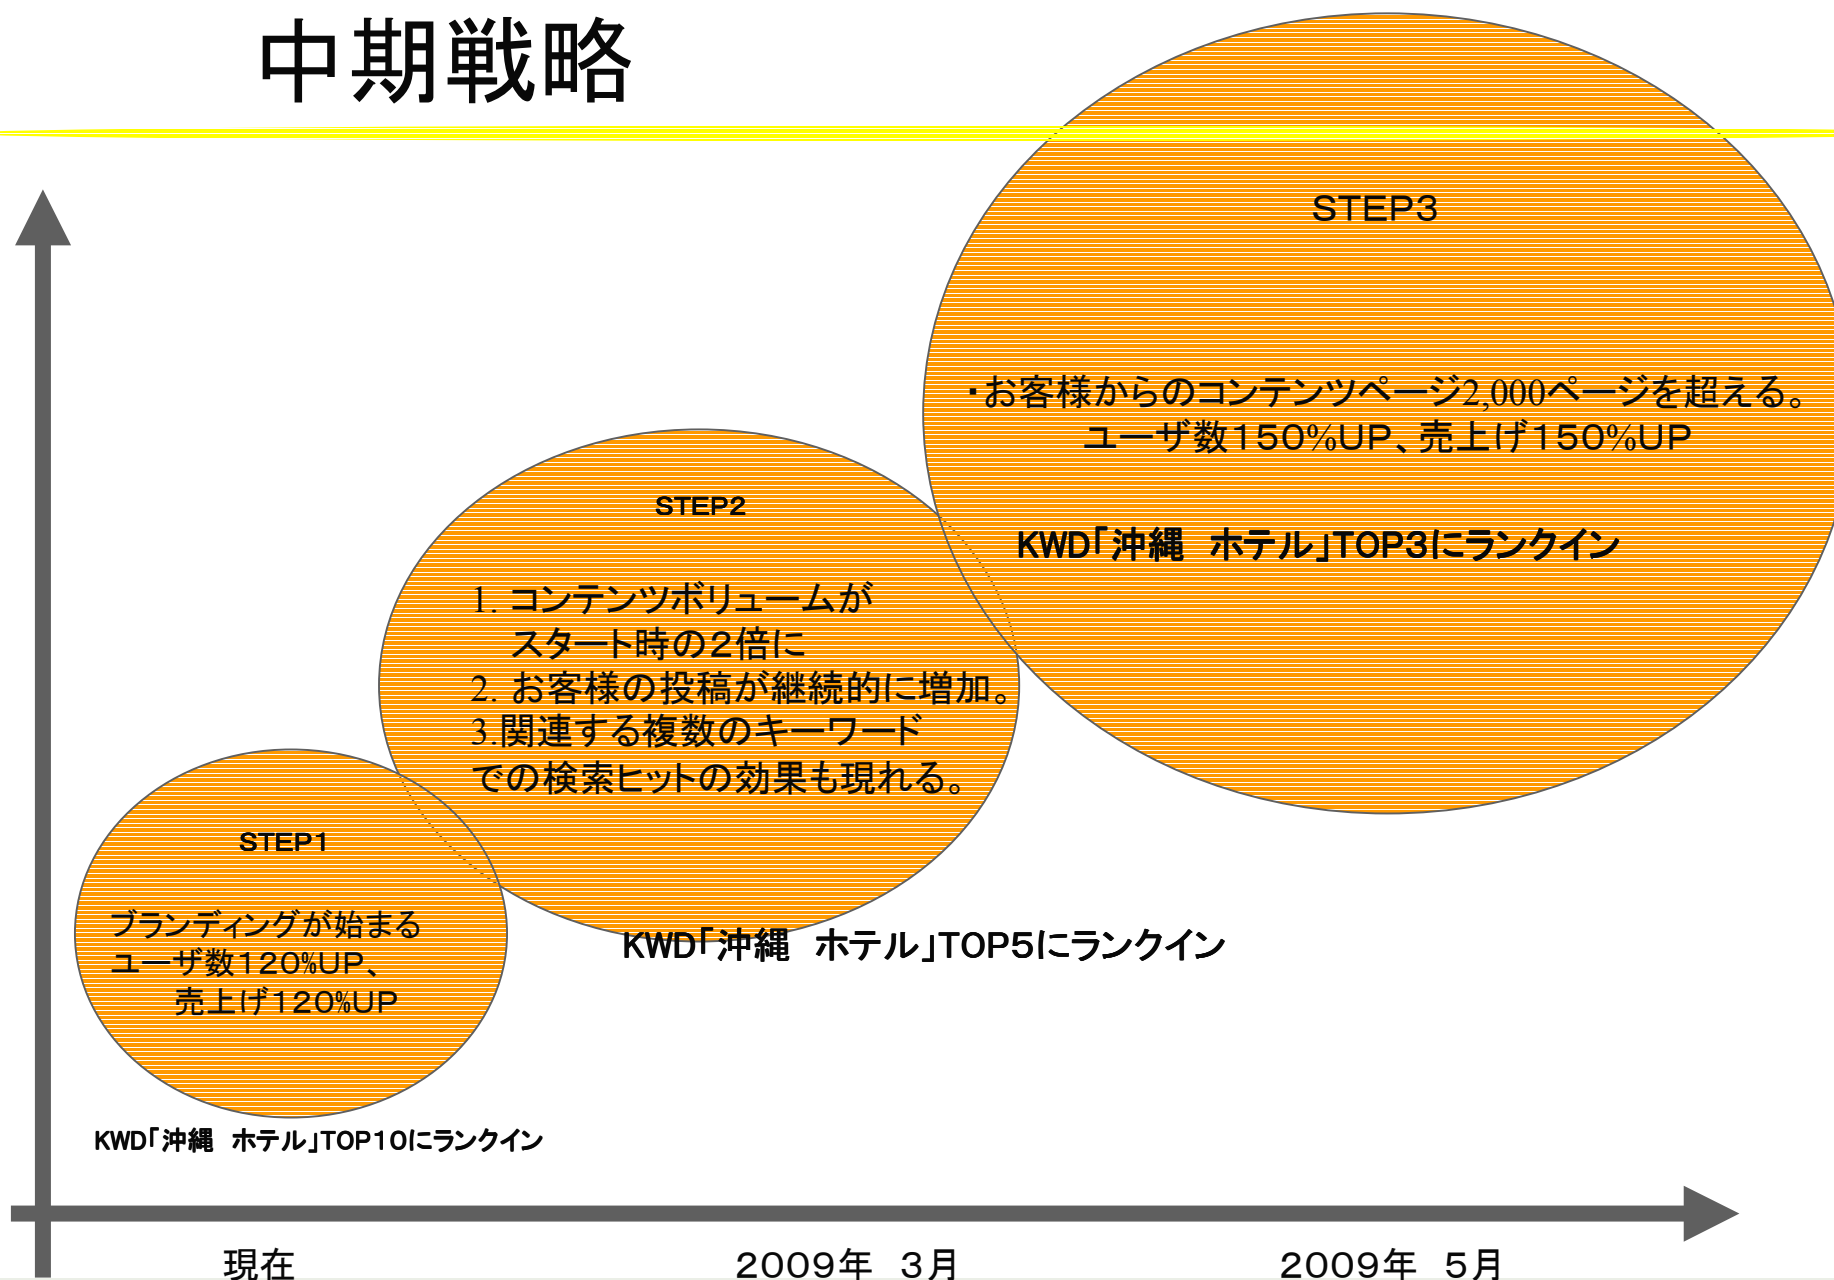 中期戦略
STEP3
・お客様からのコンテンツページ2,000ページを超える。
ユーザ数150%UP、売上げ150%UP
KWD「沖縄　ホテル」TOP3にランクイン
STEP2
1. コンテンツボリュームが
スタート時の2倍に
2. お客様の投稿が継続的に増加。
3.関連する複数のキーワード
での検索ヒットの効果も現れる。
KWD「沖縄　ホテル」TOP5にランクイン
STEP1
ブランディングが始まる
ユーザ数120%UP、
売上げ120%UP
KWD「沖縄　ホテル」TOP10にランクイン
現在
2009年　3月
2009年　5月